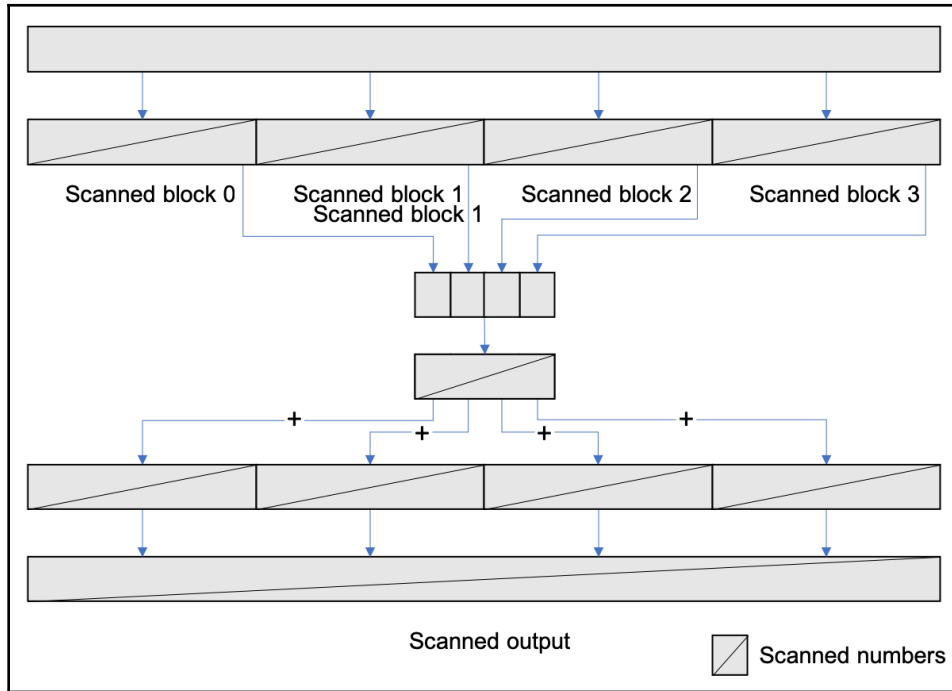 Scanned block 0
Scanned block 1
Scanned block 2
Scanned block 3
Scanned block 1
+
+
+
+
Scanned output
Scanned numbers